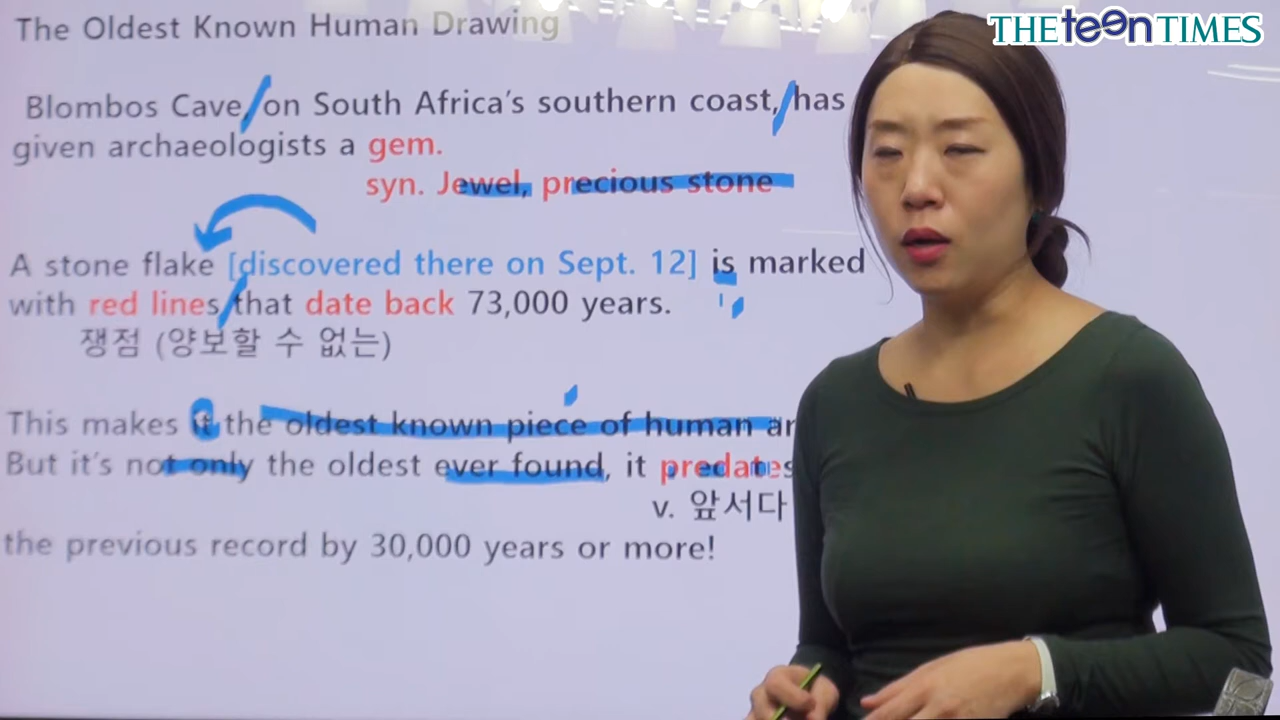 THE teen TIMES
The Oldest Known Human Drawing
Blombos Cave, on South Africa's southern coast, has
given archaeologists a gem.
syn. Jewel, precious stone
A stone flake [discovered there on Sept. 12] is marked
with red lines that date back 73,000 years.
쟁점 (양보할 수 없는)
This makes it the oldest known piece of human
But it's not only the oldest ever found, it predates
v. 앞서다
the previous record by 30,000 years or more!